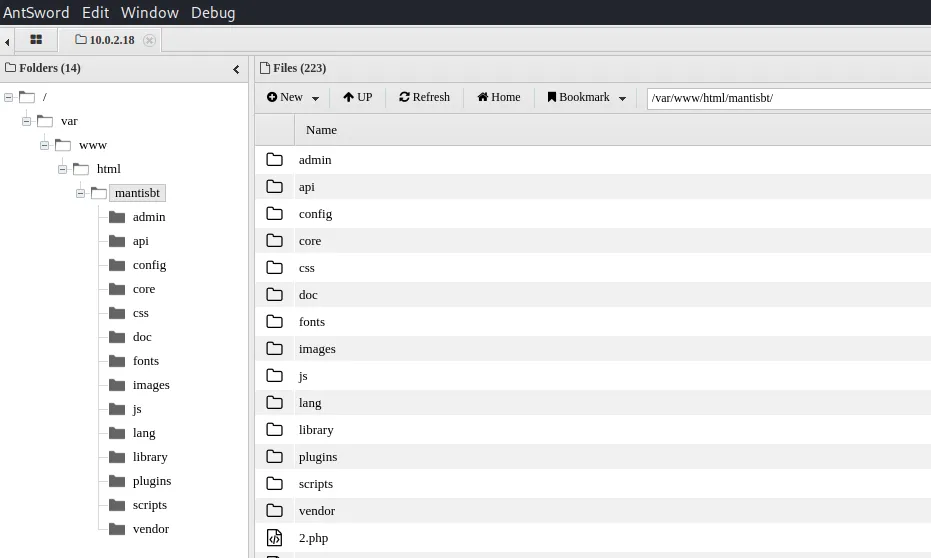 AntSword Edit Window Debug
10.0.2.18
Folders (14)
/
var
www
html
mantisbt
admin
api
config
core
css
doc
fonts
images
js
lang
library
plugins
scripts
vendor
Files (223)
New UP Refresh Home Bookmark /var/www/html/mantisbt/
Name
admin
api
config
core
css
doc
fonts
images
js
lang
library
plugins
scripts
vendor
2.php